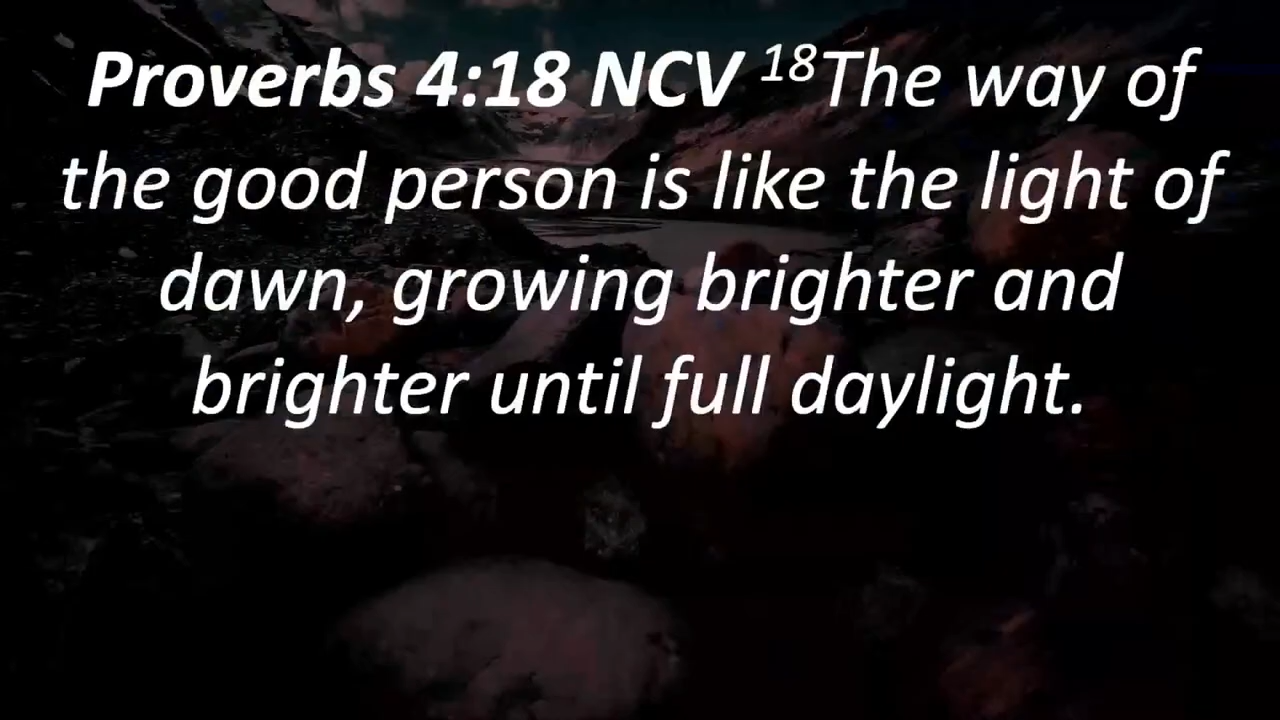 Proverbs 4:18 NCV 18The way of
the good person is like the light of
dawn, growing brighter and
brighter until full daylight.